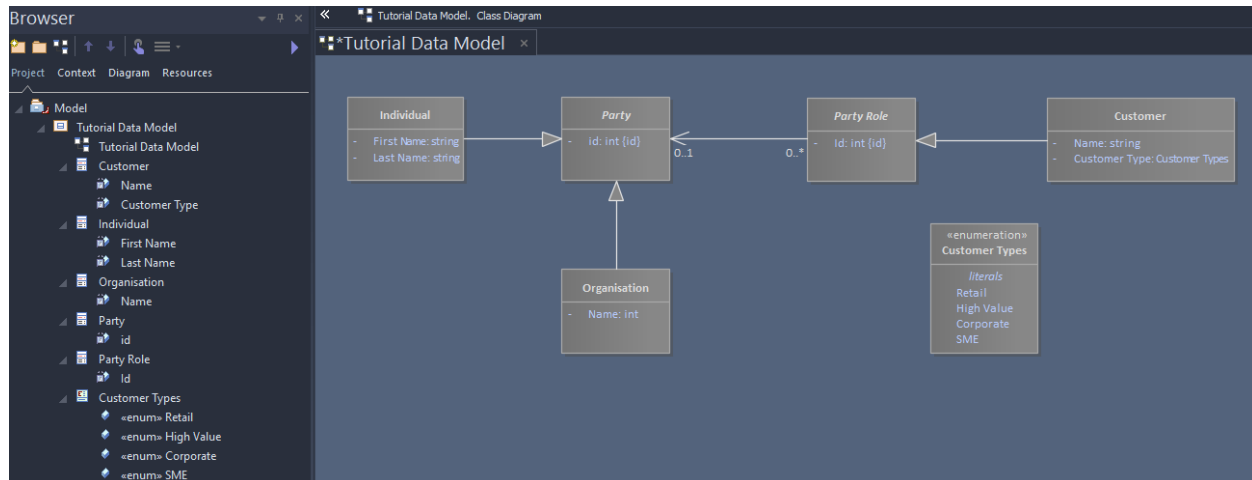 Browser
Project Context Diagram Resources
Model
Tutorial Data Model
Tutorial Data Model
Customer
Name
Customer Type
Individual
First Name
Last Name
Organisation
Name
Party
id
Party Role
Id
Customer Types
«enum» Retail
«enum» High Value
«enum» Corporate
«enum» SME
Tutorial Data Model. Class Diagram
*Tutorial Data Model ×
Individual
- First Name: string
- Last Name: string
Party
- id: int {id}
0..1
0..*
Party Role
- Id: int {id}
Customer
- Name: string
- Customer Type: Customer Types
Organisation
- Name: int
«enumeration»
Customer Types
literals
Retail
High Value
Corporate
SME